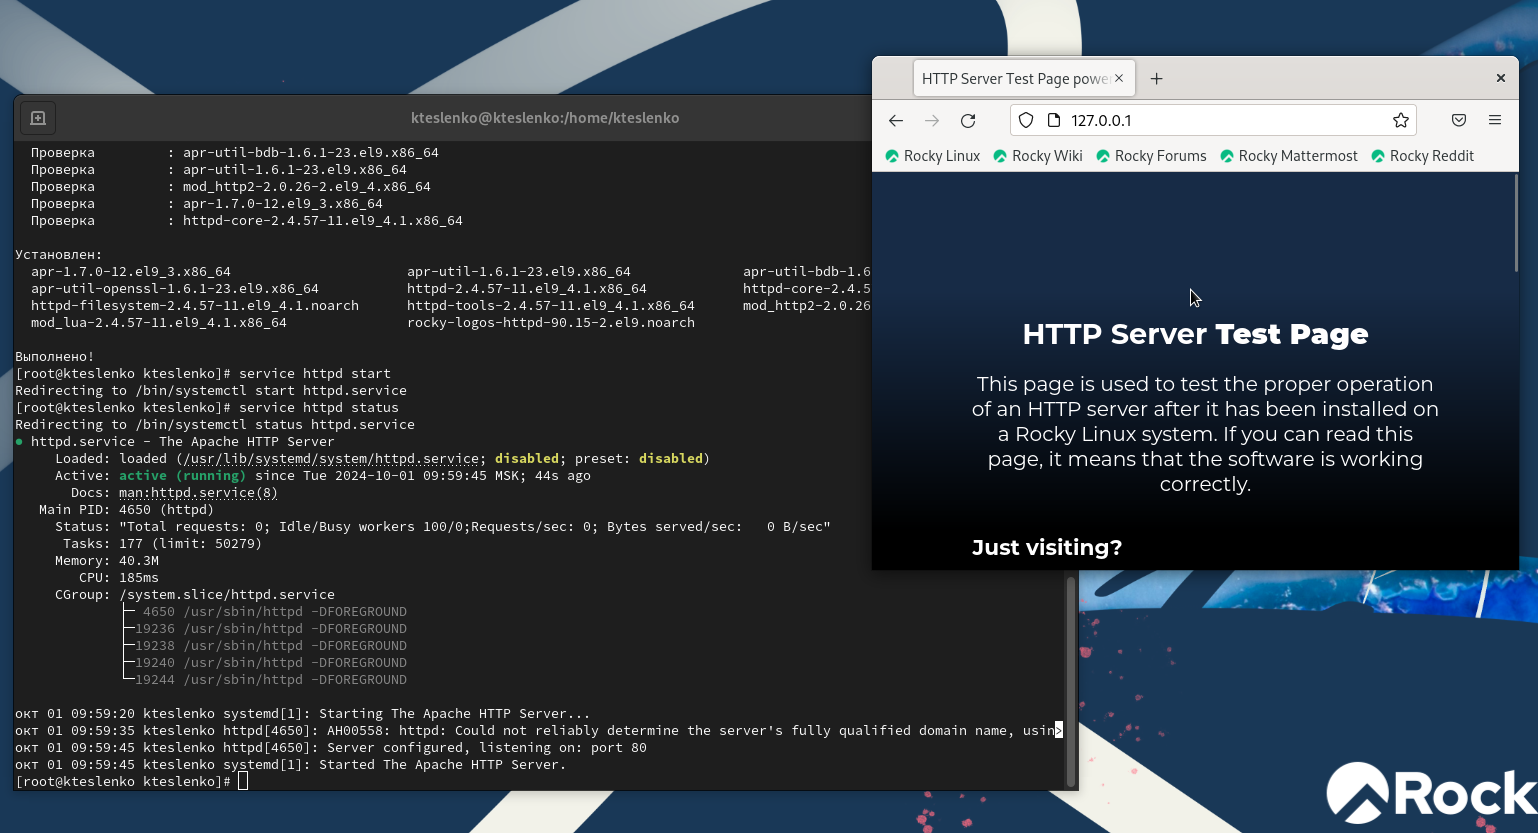 kteslenko@kteslenko:/home/kteslenko
  Проверка         : apr-util-bdb-1.6.1-23.el9.x86_64
  Проверка         : apr-util-1.6.1-23.el9.x86_64
  Проверка         : mod_http2-2.0.26-2.el9_4.x86_64
  Проверка         : apr-1.7.0-12.el9_3.x86_64
  Проверка         : httpd-core-2.4.57-11.el9_4.1.x86_64
Установлен:
  apr-1.7.0-12.el9_3.x86_64                      apr-util-1.6.1-23.el9.x86_64              apr-util-bdb-1.6
  apr-util-openssl-1.6.1-23.el9.x86_64           httpd-2.4.57-11.el9_4.1.x86_64            httpd-core-2.4.5
  httpd-filesystem-2.4.57-11.el9_4.1.noarch      httpd-tools-2.4.57-11.el9_4.1.x86_64      mod_http2-2.0.26
  mod_lua-2.4.57-11.el9_4.1.x86_64               rocky-logos-httpd-90.15-2.el9.noarch
Выполнено!
[root@kteslenko kteslenko]# service httpd start
Redirecting to /bin/systemctl start httpd.service
[root@kteslenko kteslenko]# service httpd status
Redirecting to /bin/systemctl status httpd.service
● httpd.service - The Apache HTTP Server
     Loaded: loaded (/usr/lib/systemd/system/httpd.service; disabled; preset: disabled)
     Active: active (running) since Tue 2024-10-01 09:59:45 MSK; 44s ago
       Docs: man:httpd.service(8)
   Main PID: 4650 (httpd)
     Status: "Total requests: 0; Idle/Busy workers 100/0;Requests/sec: 0; Bytes served/sec:   0 B/sec"
      Tasks: 177 (limit: 50279)
     Memory: 40.3M
        CPU: 185ms
     CGroup: /system.slice/httpd.service
             ├─ 4650 /usr/sbin/httpd -DFOREGROUND
             ├─19236 /usr/sbin/httpd -DFOREGROUND
             ├─19238 /usr/sbin/httpd -DFOREGROUND
             ├─19240 /usr/sbin/httpd -DFOREGROUND
             └─19244 /usr/sbin/httpd -DFOREGROUND
окт 01 09:59:20 kteslenko systemd[1]: Starting The Apache HTTP Server...
окт 01 09:59:35 kteslenko httpd[4650]: AH00558: httpd: Could not reliably determine the server's fully qualified domain name, usin>
окт 01 09:59:45 kteslenko httpd[4650]: Server configured, listening on: port 80
окт 01 09:59:45 kteslenko systemd[1]: Started The Apache HTTP Server.
[root@kteslenko kteslenko]#
HTTP Server Test Page powe
127.0.0.1
Rocky Linux Rocky Wiki Rocky Forums Rocky Mattermost Rocky Reddit
HTTP Server Test Page
This page is used to test the proper operation
of an HTTP server after it has been installed on
a Rocky Linux system. If you can read this
page, it means that the software is working
correctly.
Just visiting?
Rock